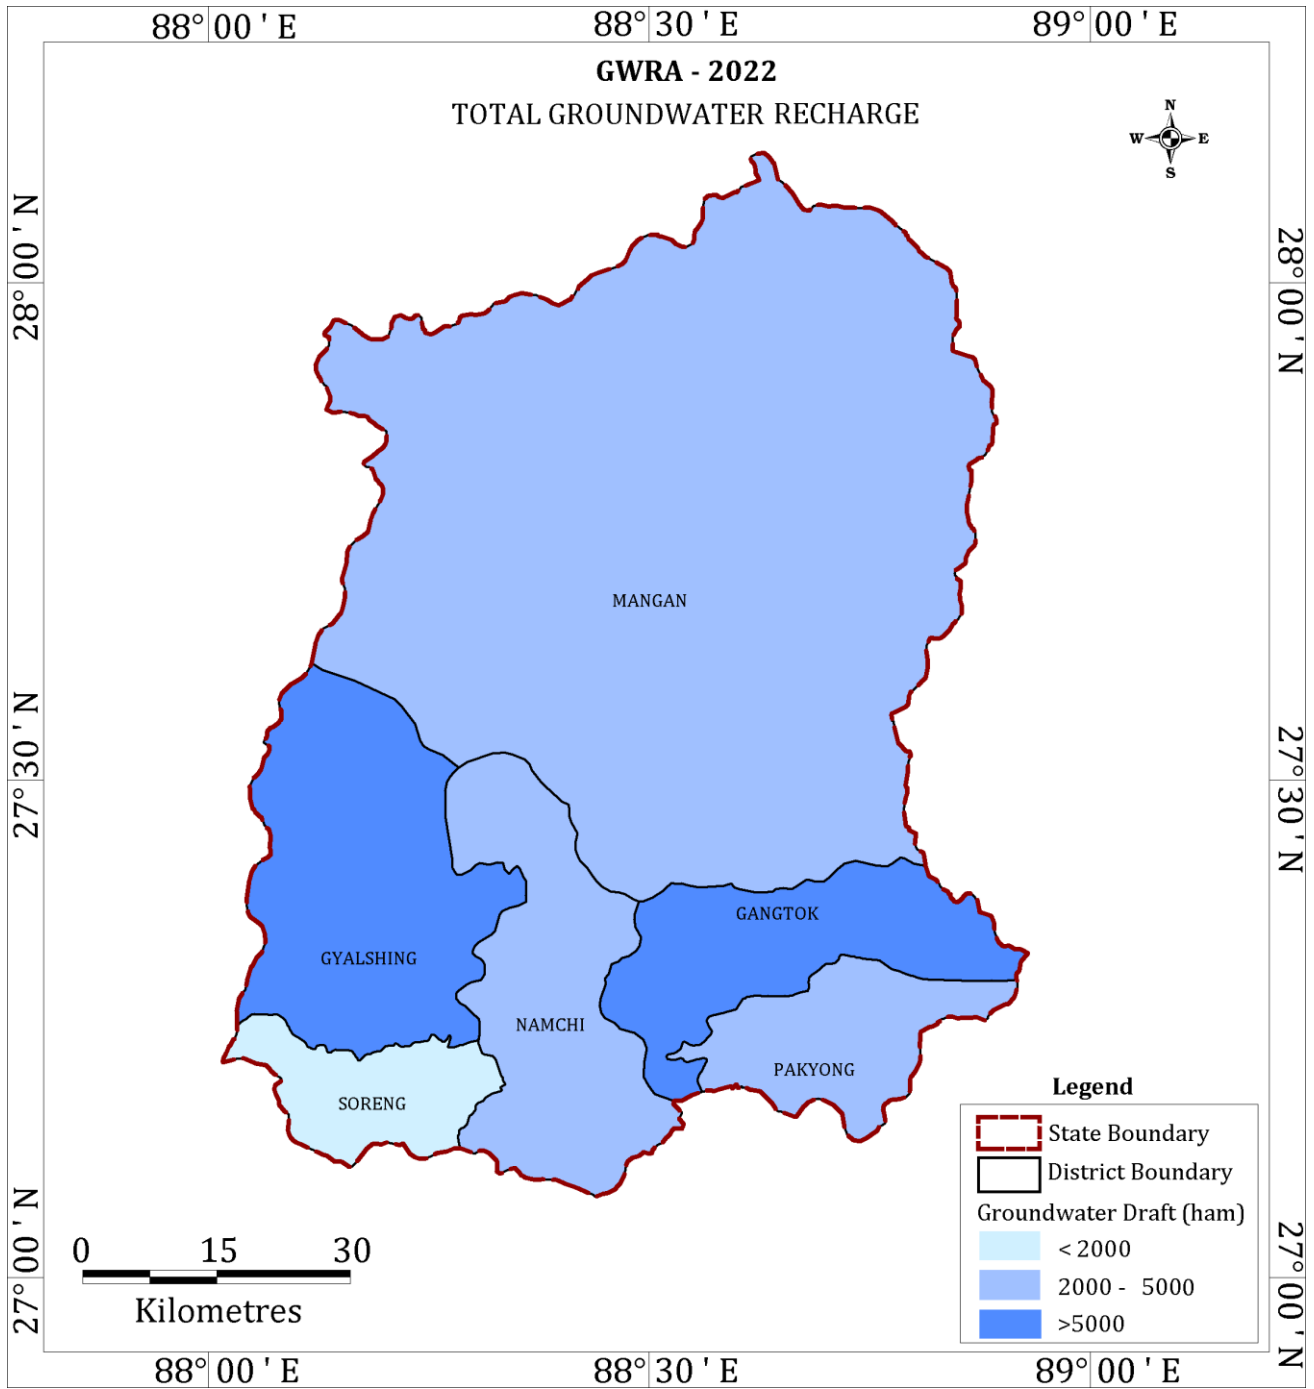 88° 00 ' E
88° 30 ' E
89° 00 ' E
GWRA - 2022
TOTAL GROUNDWATER RECHARGE
N
W
E
S
28° 00 ' N
28° 00 ' N
MANGAN
27° 30 ' N
27° 30 ' N
GANGTOK
GYALSHING
NAMCHI
PAKYONG
SORENG
Legend
State Boundary
District Boundary
Groundwater Draft (ham)
< 2000
2000 - 5000
>5000
0 15 30
Kilometres
27° 00 ' N
27° 00 ' N
88° 00 ' E
88° 30 ' E
89° 00 ' E